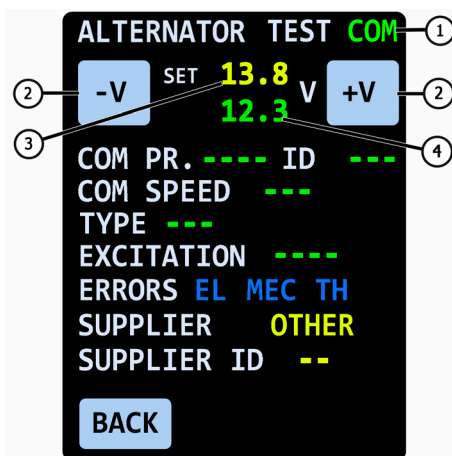 ALTERNATOR TEST COM 1
2 -V SET 13.8 V +V 2
3 12.3 4
COM PR. ---- ID ---
COM SPEED ---
TYPE ---
EXCITATION ----
ERRORS EL MEC TH
SUPPLIER OTHER
SUPPLIER ID --
BACK